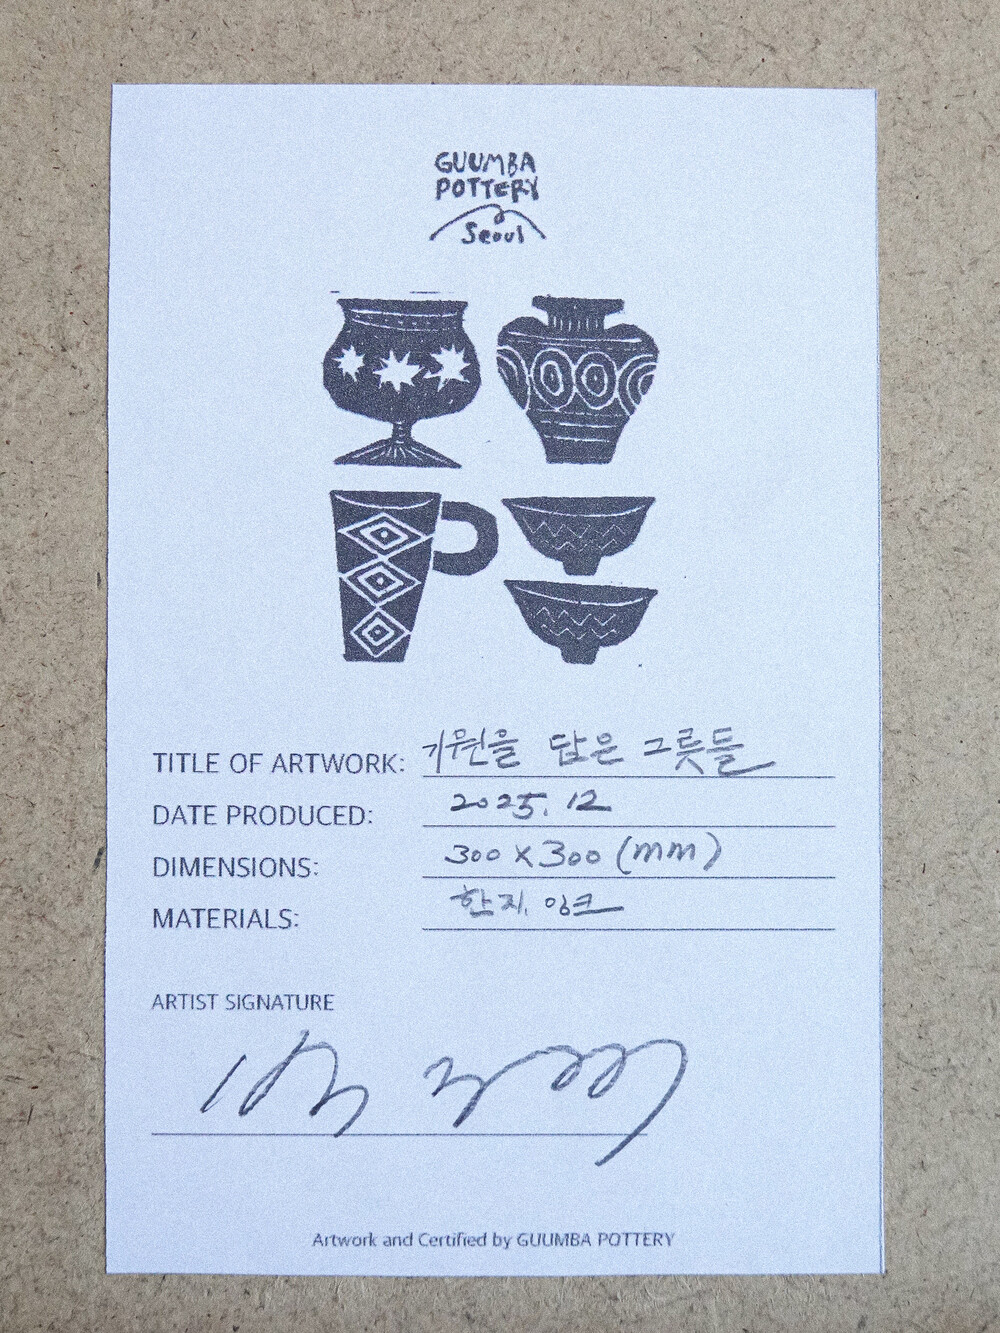 GUUMBA
POTTERY
Seoul
TITLE OF ARTWORK: 기원을 담은 그릇들
DATE PRODUCED: 2025. 12
DIMENSIONS: 300 x 300 (mm)
MATERIALS: 한지, 잉크
ARTIST SIGNATURE
Artwork and Certified by GUUMBA POTTERY